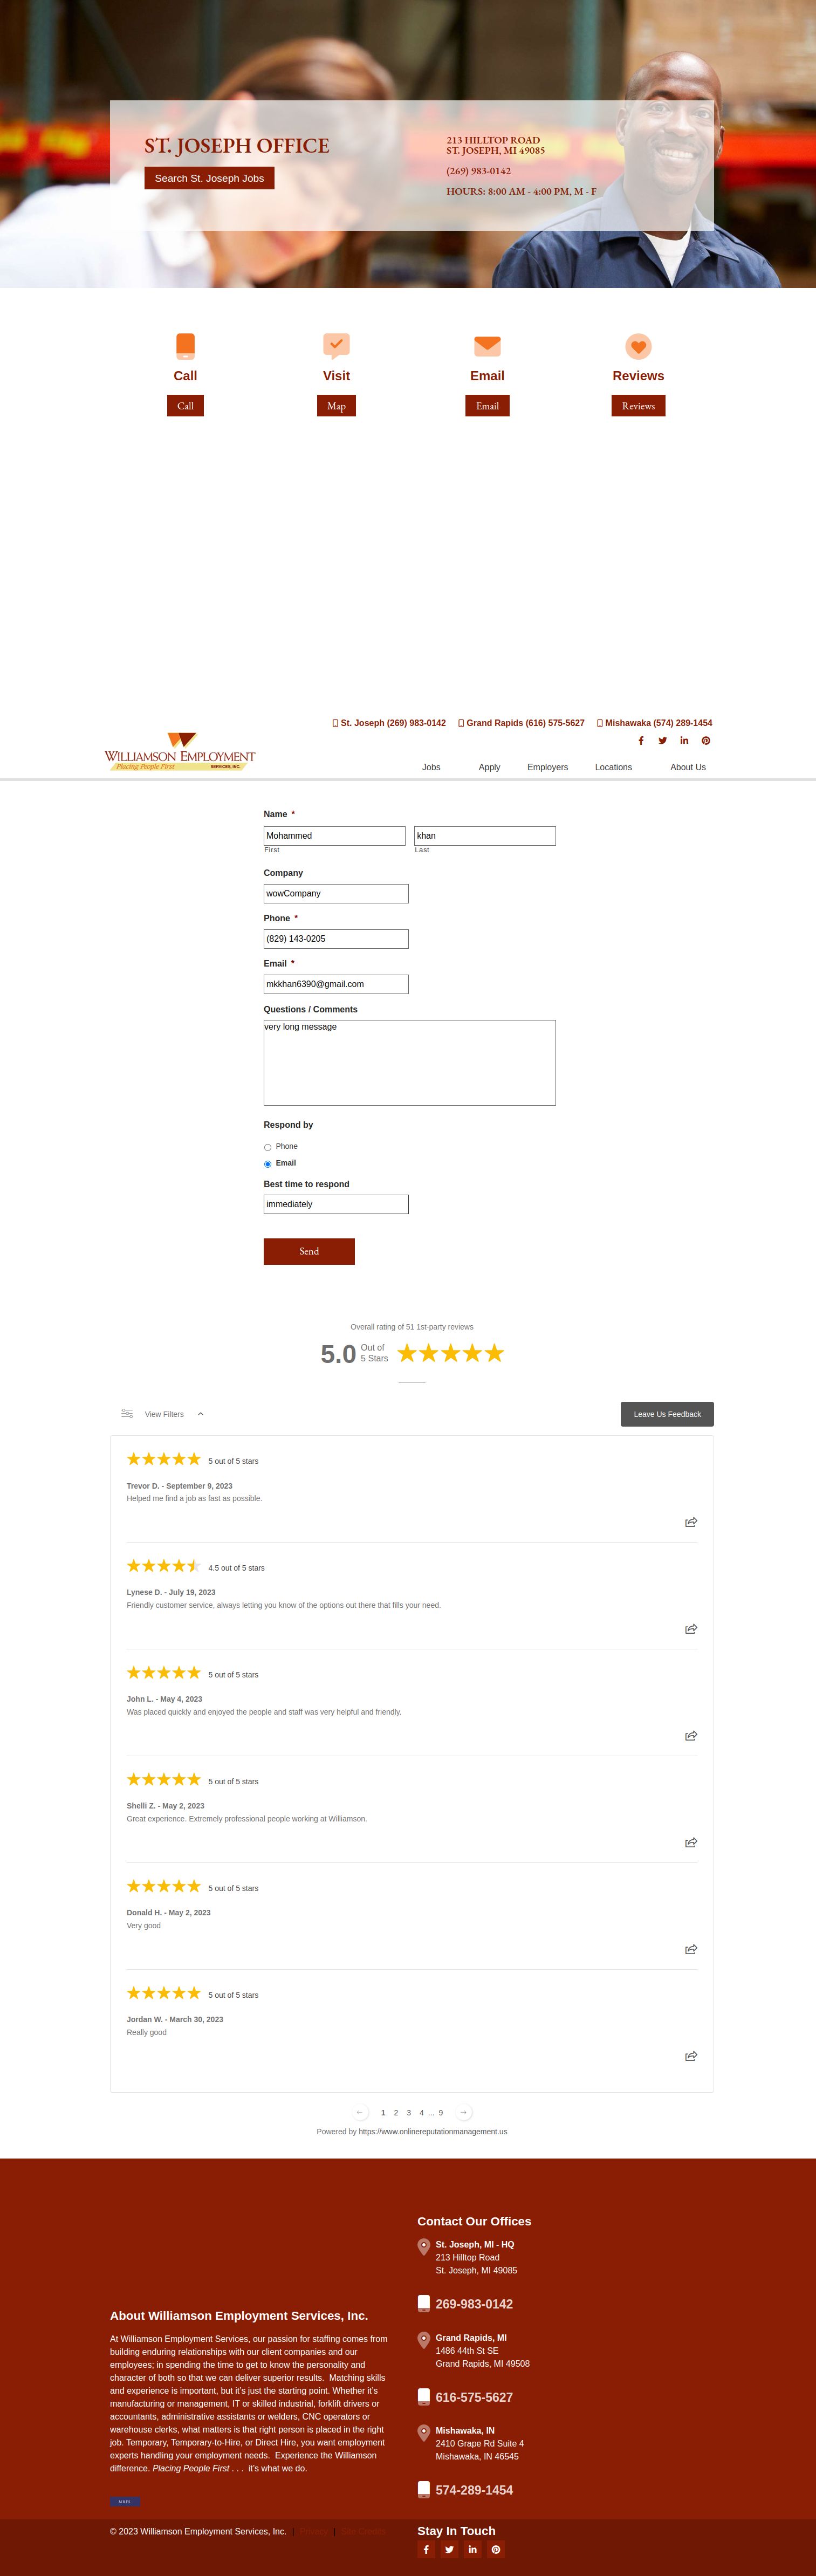 ST. JOSEPH OFFICE
Search St. Joseph Jobs
213 HILLTOP ROAD
ST. JOSEPH, MI 49085
(269) 983-0142
HOURS: 8:00 AM - 4:00 PM, M - F
Call
Call
Visit
Map
Email
Email
Reviews
Reviews
St. Joseph (269) 983-0142 Grand Rapids (616) 575-5627 Mishawaka (574) 289-1454
WILLIAMSON EMPLOYMENT
Placing People First SERVICES, INC.
Jobs Apply Employers Locations About Us
Name *
Mohammed khan
First Last
Company
wowCompany
Phone *
(829) 143-0205
Email *
mkkhan6390@gmail.com
Questions / Comments
very long message
Respond by
Phone
Email
Best time to respond
immediately
Send
Overall rating of 51 1st-party reviews
5.0 Out of
5 Stars
View Filters
Leave Us Feedback
5 out of 5 stars
Trevor D. - September 9, 2023
Helped me find a job as fast as possible.
4.5 out of 5 stars
Lynese D. - July 19, 2023
Friendly customer service, always letting you know of the options out there that fills your need.
5 out of 5 stars
John L. - May 4, 2023
Was placed quickly and enjoyed the people and staff was very helpful and friendly.
5 out of 5 stars
Shelli Z. - May 2, 2023
Great experience. Extremely professional people working at Williamson.
5 out of 5 stars
Donald H. - May 2, 2023
Very good
5 out of 5 stars
Jordan W. - March 30, 2023
Really good
1 2 3 4 ... 9
Powered by https://www.onlinereputationmanagement.us
About Williamson Employment Services, Inc.
At Williamson Employment Services, our passion for staffing comes from
building enduring relationships with our client companies and our
employees; in spending the time to get to know the personality and
character of both so that we can deliver superior results. Matching skills
and experience is important, but it's just the starting point. Whether it's
manufacturing or management, IT or skilled industrial, forklift drivers or
accountants, administrative assistants or welders, CNC operators or
warehouse clerks, what matters is that right person is placed in the right
job. Temporary, Temporary-to-Hire, or Direct Hire, you want employment
experts handling your employment needs. Experience the Williamson
difference. Placing People First . . . it's what we do.
Contact Our Offices
St. Joseph, MI - HQ
213 Hilltop Road
St. Joseph, MI 49085
269-983-0142
Grand Rapids, MI
1486 44th St SE
Grand Rapids, MI 49508
616-575-5627
Mishawaka, IN
2410 Grape Rd Suite 4
Mishawaka, IN 46545
574-289-1454
© 2023 Williamson Employment Services, Inc. |
Stay In Touch